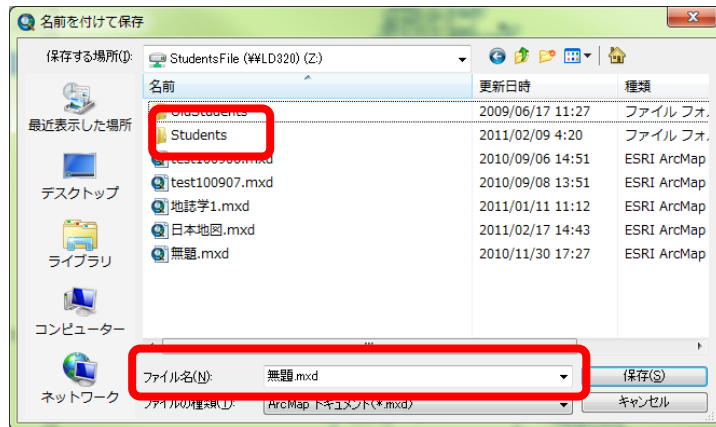 名前を付けて保存
保存する場所(I):
StudentsFile (¥¥LD320) (Z:)
名前 更新日時 種類
OldStudents 2009/06/17 11:27 ファイル フォ.
Students 2011/02/09 4:20 ファイル フォ.
2010/09/06 14:51 ESRI ArcMap
test100907.mxd 2010/09/08 13:51 ESRI ArcMap
地誌学1.mxd 2011/01/11 11:12 ESRI ArcMap
日本地図.mxd 2011/02/17 14:43 ESRI ArcMap
無題.mxd 2010/11/30 17:27 ESRI ArcMap
最近表示した場所
デスクトップ
ライブラリ
コンピューター
ネットワーク
ファイル名(N): 無題.mxd 保存(S)
ファイルの種類(T): ArcMap ドキュメント(*.mxd) キャンセル